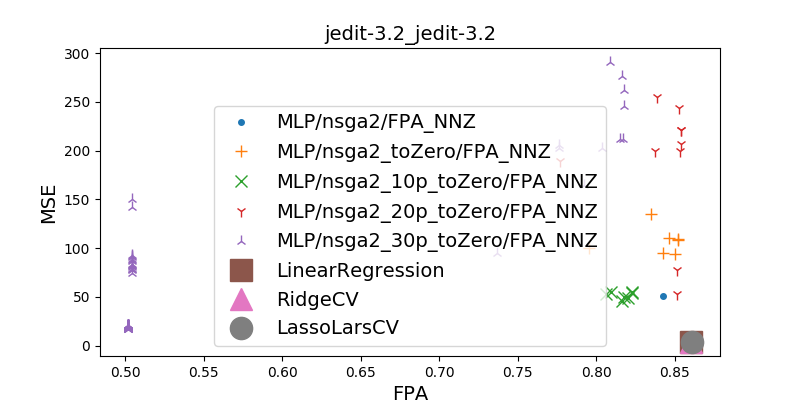 jedit-3.2_jedit-3.2
300
250
200
150
100
50
0
MSE
MLP/nsga2/FPA_NNZ
MLP/nsga2_toZero/FPA_NNZ
MLP/nsga2_10p_toZero/FPA_NNZ
MLP/nsga2_20p_toZero/FPA_NNZ
MLP/nsga2_30p_toZero/FPA_NNZ
LinearRegression
RidgeCV
LassoLarsCV
0.50 0.55 0.60 0.65 0.70 0.75 0.80 0.85
FPA